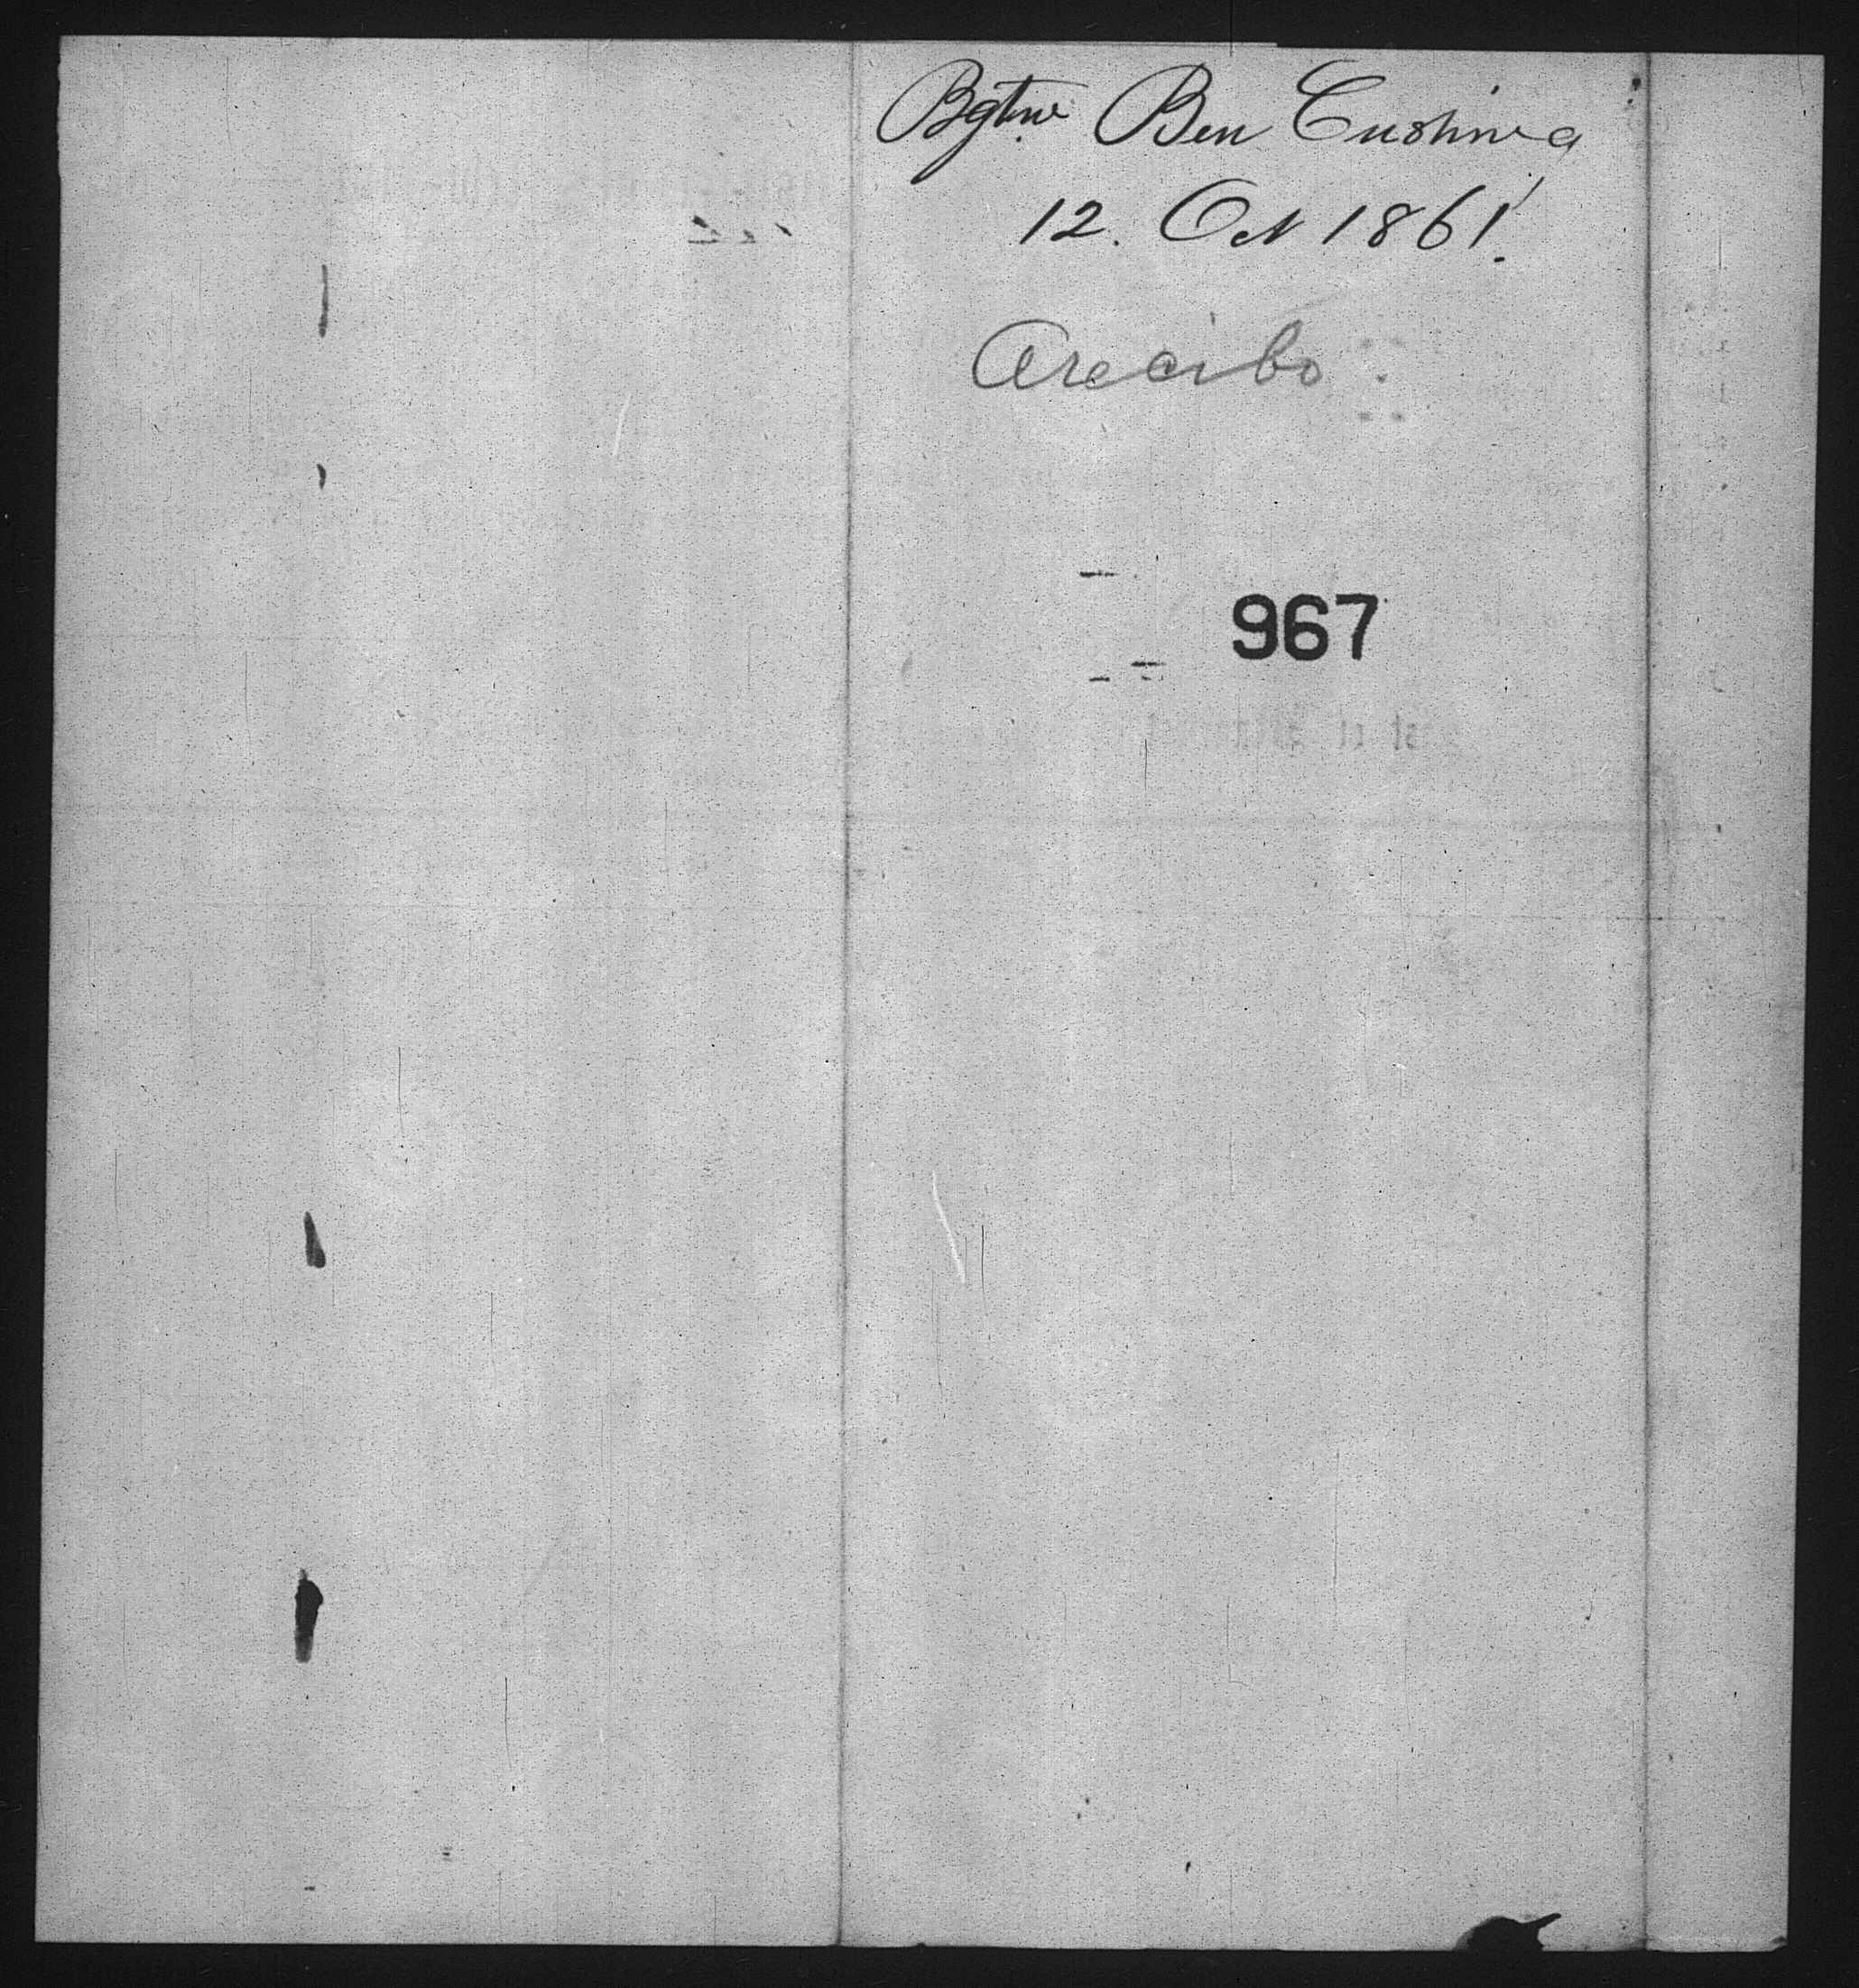 Bgtne Ben Cushing
12. Oct 1861.
Arecibo
967